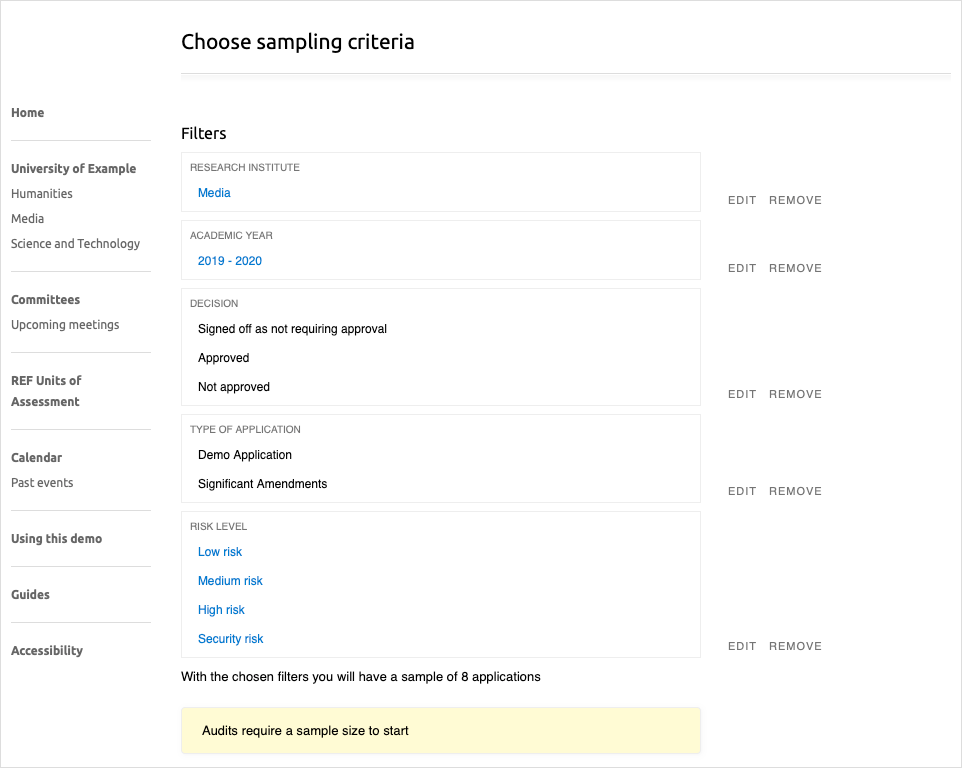 Choose sampling criteria
Home
University of Example
Humanities
Media
Science and Technology
Committees
Upcoming meetings
REF Units of
Assessment
Calendar
Past events
Using this demo
Guides
Accessibility
Filters
RESEARCH INSTITUTE
Media
EDIT REMOVE
ACADEMIC YEAR
2019 - 2020
EDIT REMOVE
DECISION
Signed off as not requiring approval
Approved
Not approved
EDIT REMOVE
TYPE OF APPLICATION
Demo Application
Significant Amendments
EDIT REMOVE
RISK LEVEL
Low risk
Medium risk
High risk
Security risk
EDIT REMOVE
With the chosen filters you will have a sample of 8 applications
Audits require a sample size to start